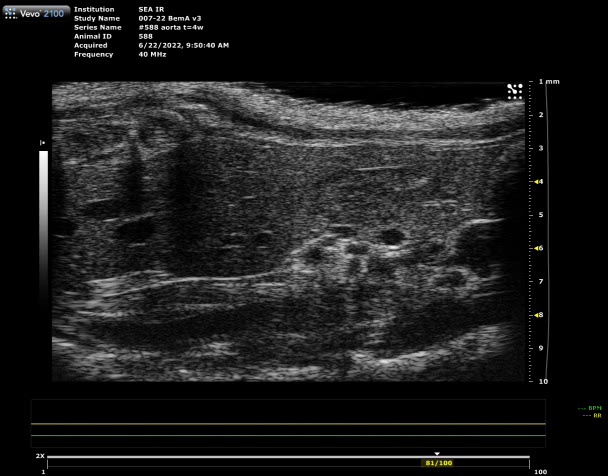 Vevo 2100
Institution SEA IR
Study Name 007-22 BemA v3
Series Name #588 aorta t=4w
Animal ID 588
Acquired 6/22/2022, 9:50:40 AM
Frequency 40 MHz
1 mm
2
3
4
5
6
7
8
9
10
--- BPM
--- RR
2X
81/100
1 100